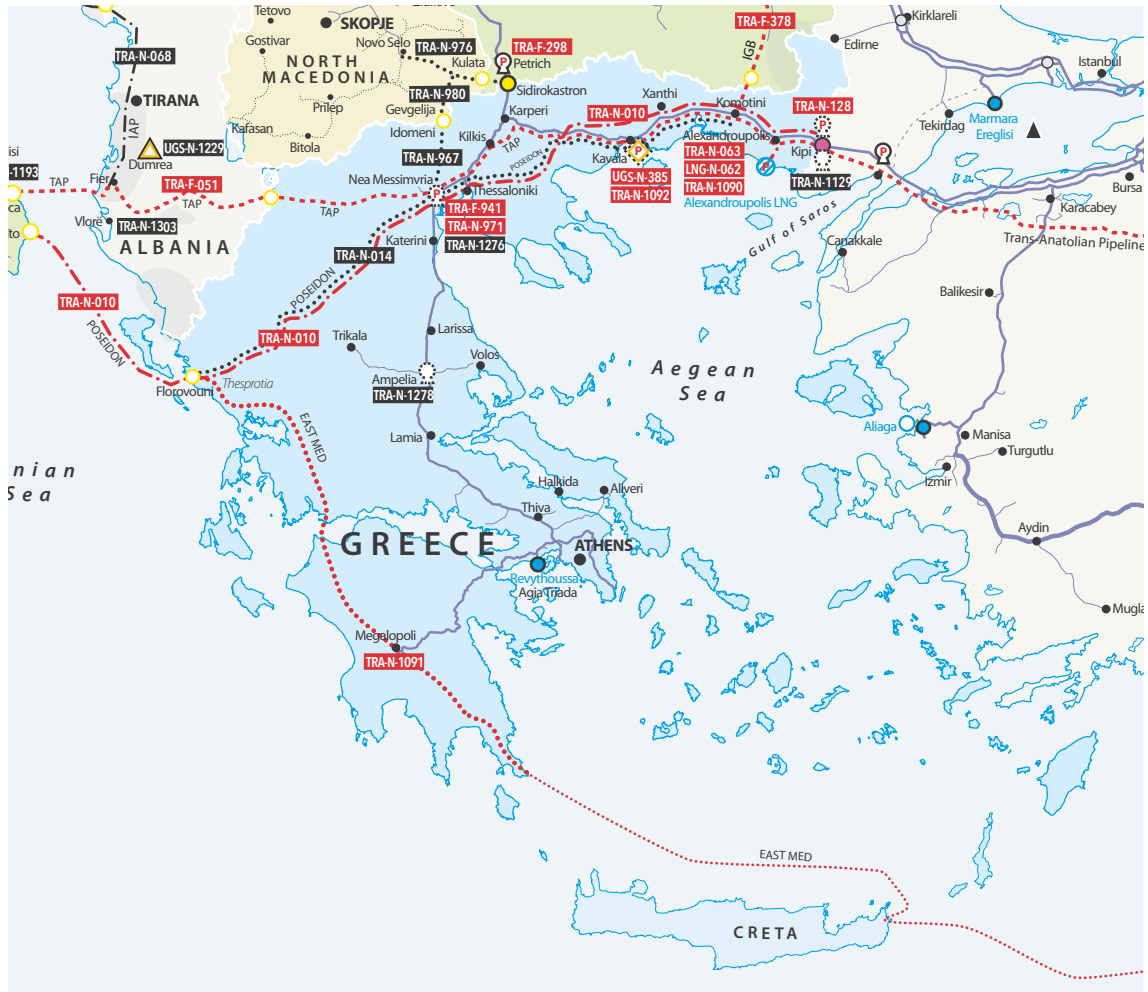 Tetovo
SKOPJE
TRA-F-378
Kirklareli
Gostivar
Novo Selo
TRA-N-976
TRA-F-298
P
Petrich
IGB
Edirne
TRA-N-068
Kulata
Istanbul
NORTH
MACEDONIA
TRA-N-980
Sidirokastron
TIRANA
IAP
Prilep
Gevgelija
Xanthi
Komotini
TRA-N-128
Marmara
Ereglisi
Karperi
TRA-N-010
P
Tekirdag
UGS-N-1229
Kafasan
Bitola
Idomeni
Kilkis
TAP
Alexandroupolis
Kipi
P
Dumrea
TRA-N-967
POSEIDON
Kavala
P
TRA-N-063
-1193
TAP
Fier
TRA-F-051
Nea Messimvria
P
UGS-N-385
LNG-N-062
P
TRA-N-1129
Bursa
TAP
TAP
Thessaloniki
TRA-N-1092
TRA-N-1090
Karacabey
Vlorë
TRA-N-1303
TRA-F-941
Alexandroupolis LNG
Gulf of Saros
ALBANIA
TRA-N-971
Katerini
TRA-N-1276
Canakkale
Trans-Anatolian Pipeline
TRA-N-014
POSEIDON
Balikesir
TRA-N-010
POSEIDON
TRA-N-010
Larissa
Trikala
Volos
Aegean
Sea
Thesprotia
Florovouni
Ampelia
TRA-N-1278
EAST MED
Lamia
Aliaga
Manisa
Turgutlu
nian
Sea
Izmir
Halkida
Aliveri
Thiva
Aydin
GREECE
ATHENS
Revythoussa
Agia Triada
Mugla
Megalopoli
TRA-N-1091
EAST MED
CRETA